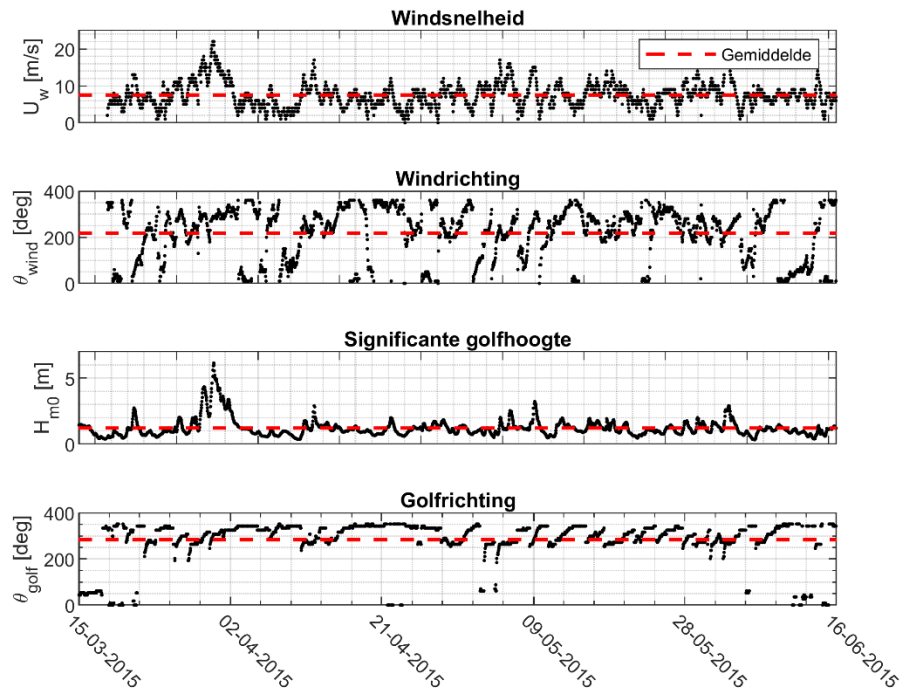 Windsnelheid
U_w [m/s]
20
10
0
Gemiddelde
Windrichting
θ_wind [deg]
400
200
0
Significante golfhoogte
H_m0 [m]
5
0
Golfrichting
θ_golf [deg]
400
200
0
15-03-2015
02-04-2015
21-04-2015
09-05-2015
28-05-2015
16-06-2015